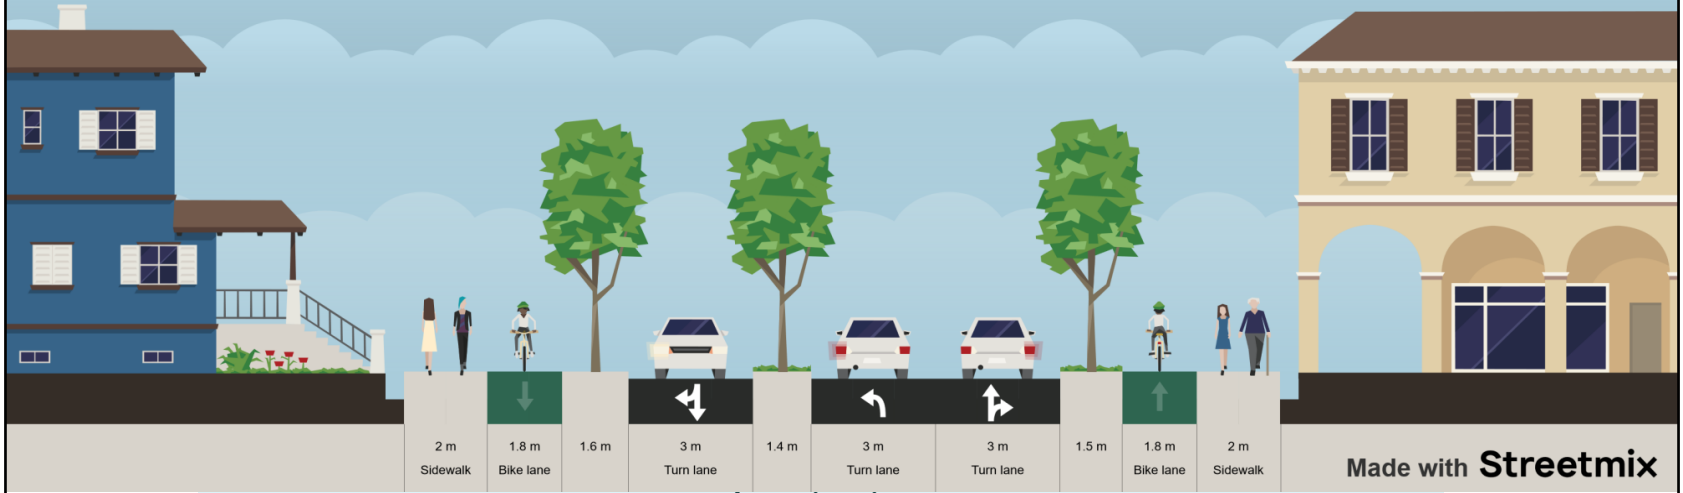 2 m
Sidewalk
1.8 m
Bike lane
1.6 m
3 m
Turn lane
1.4 m
3 m
Turn lane
3 m
Turn lane
1.5 m
1.8 m
Bike lane
2 m
Sidewalk
Made with Streetmix